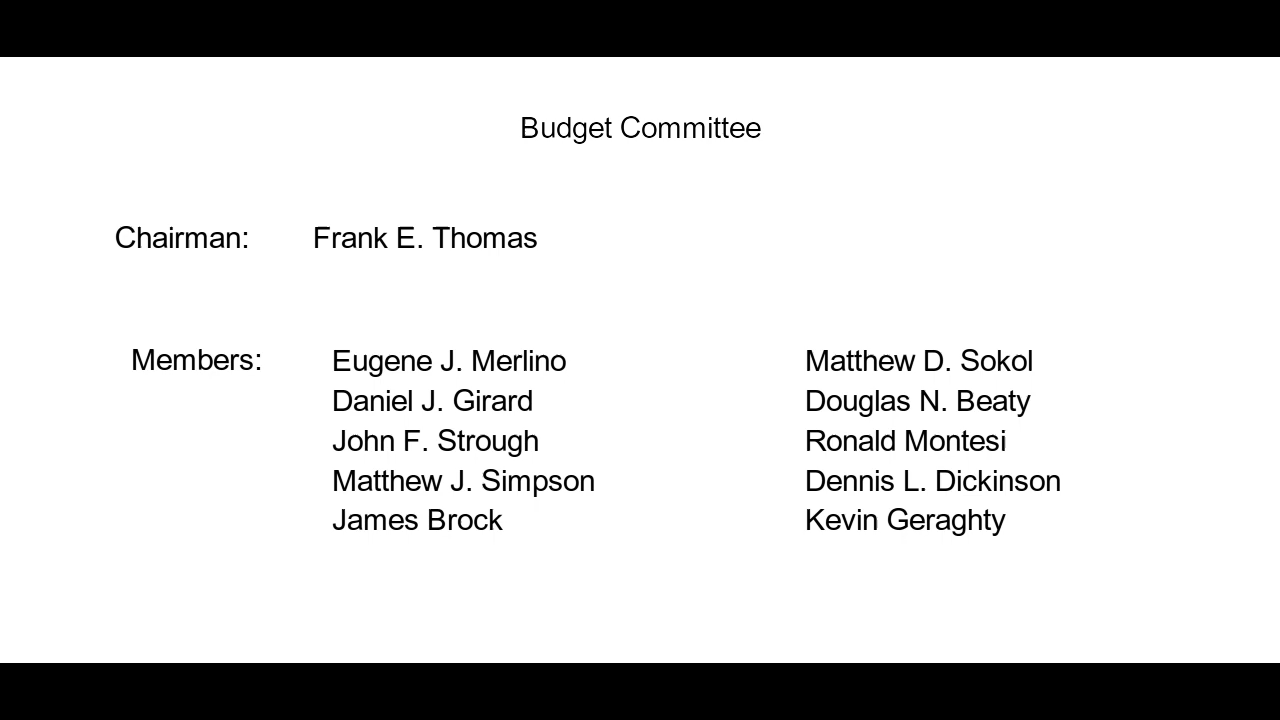 Budget Committee
Chairman: Frank E. Thomas
Members: Eugene J. Merlino Matthew D. Sokol
Daniel J. Girard Douglas N. Beaty
John F. Strough Ronald Montesi
Matthew J. Simpson Dennis L. Dickinson
James Brock Kevin Geraghty